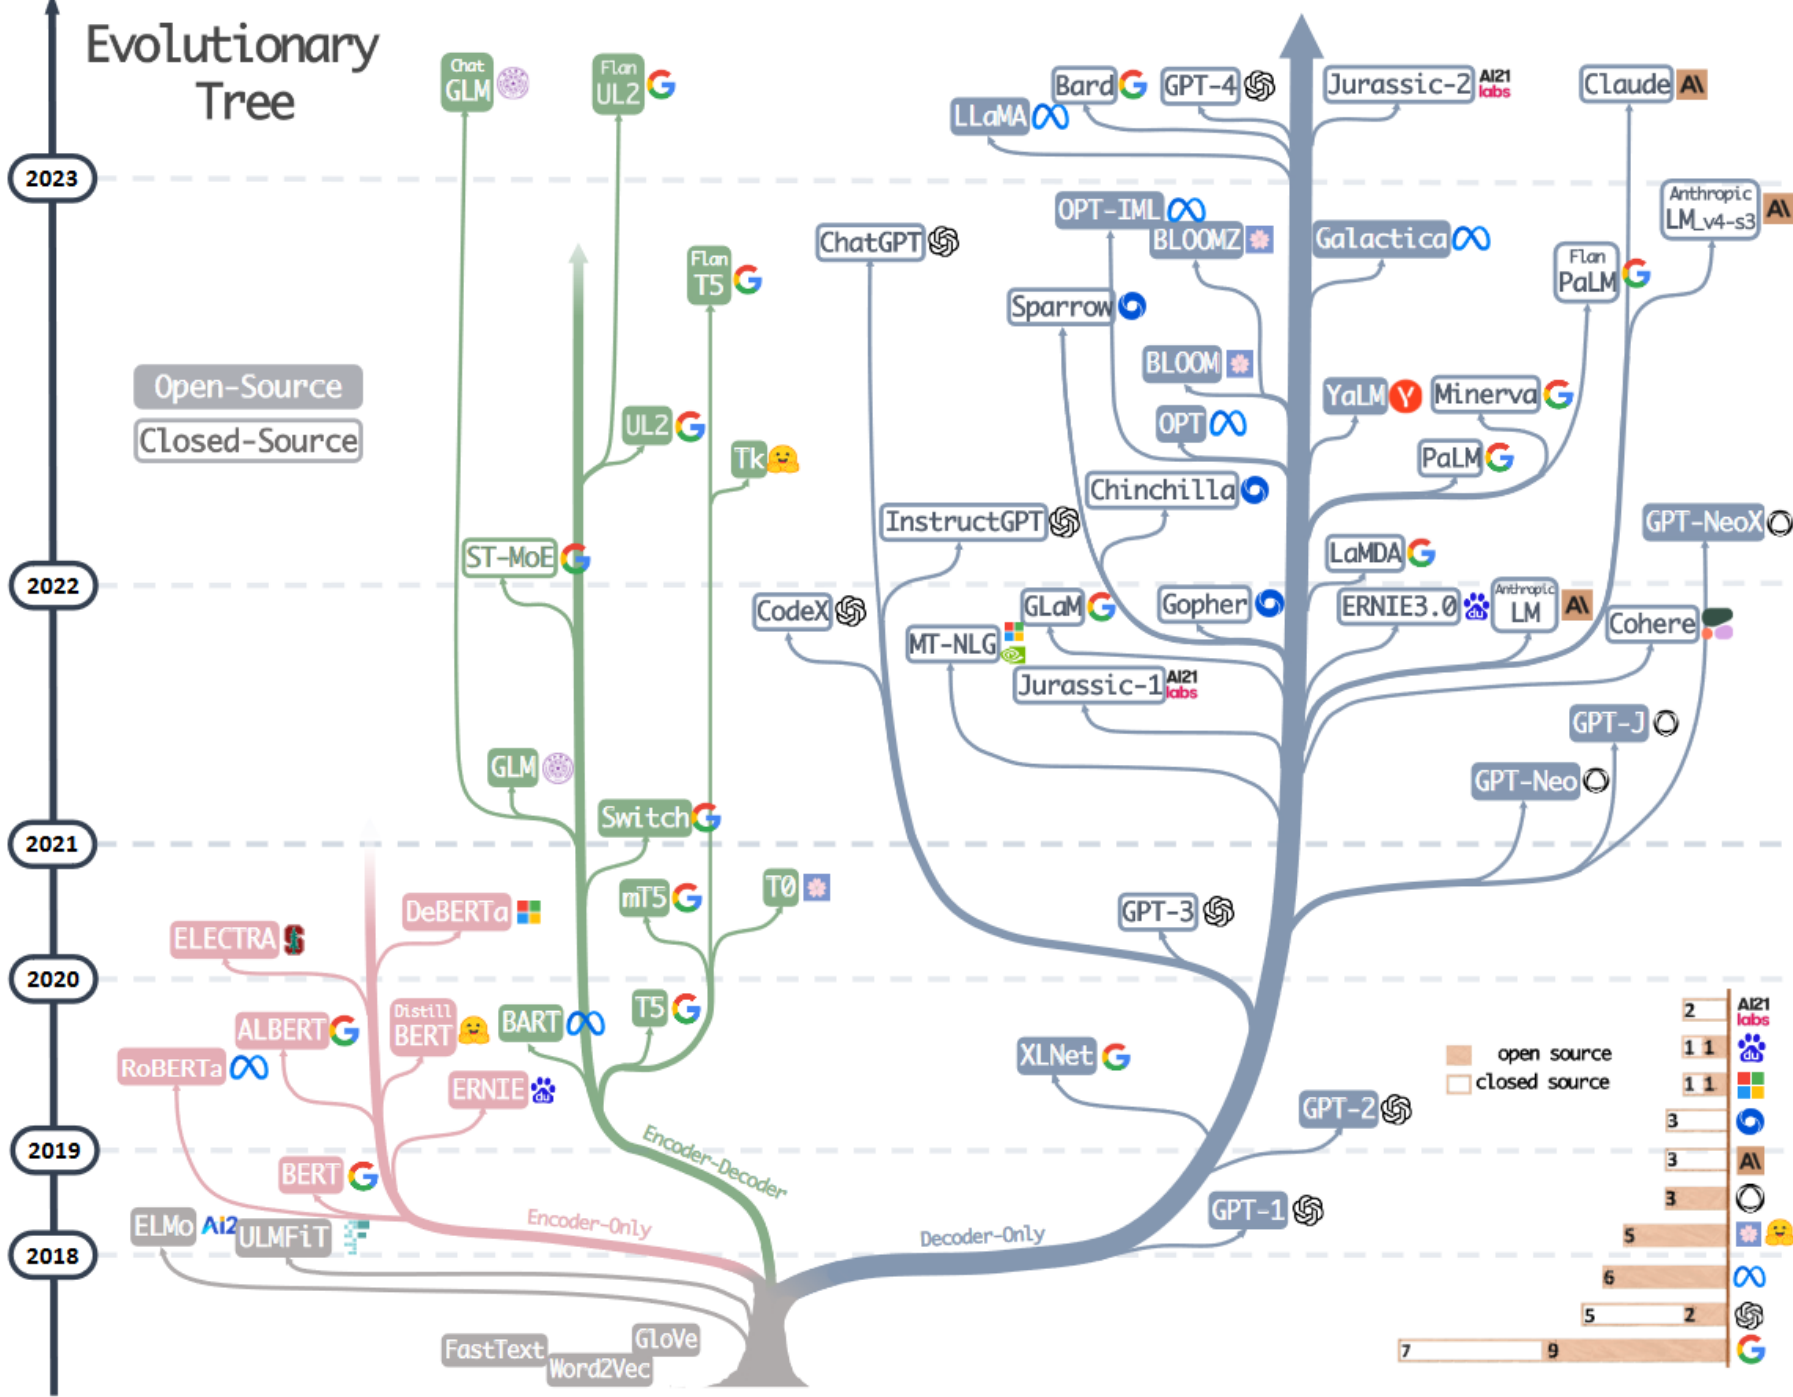 Evolutionary
Tree
2023
2022
2021
2020
2019
2018
Open-Source
Closed-Source
Chat
GLM
Flan
UL2
Flan
T5
UL2
Tk
ST-MoE
GLM
Switch
mT5
T0
T5
BART
Encoder-Decoder
DeBERTa
ELECTRA
Distill
BERT
ALBERT
RoBERTa
ERNIE
du
BERT
Encoder-Only
ELMo
Ai2
ULMFiT
FastText
Word2Vec
GloVe
Bard
GPT-4
Jurassic-2
AI21
labs
Claude
A\
LLaMA
OPT-IML
BLOOMZ
Galactica
Anthropic
LM_v4-s3
A\
ChatGPT
Flan
PaLM
Sparrow
BLOOM
YaLM
Minerva
OPT
PaLM
Chinchilla
InstructGPT
GPT-NeoX
LaMDA
CodeX
GLaM
Gopher
ERNIE3.0
du
Anthropic
LM
A\
Cohere
MT-NLG
Jurassic-1
AI21
labs
GPT-J
GPT-Neo
GPT-3
XLNet
GPT-2
GPT-1
Decoder-Only
open source
closed source
2
AI21
labs
1 1
du
1 1
3
3
A\
3
5
6
5 2
7 9